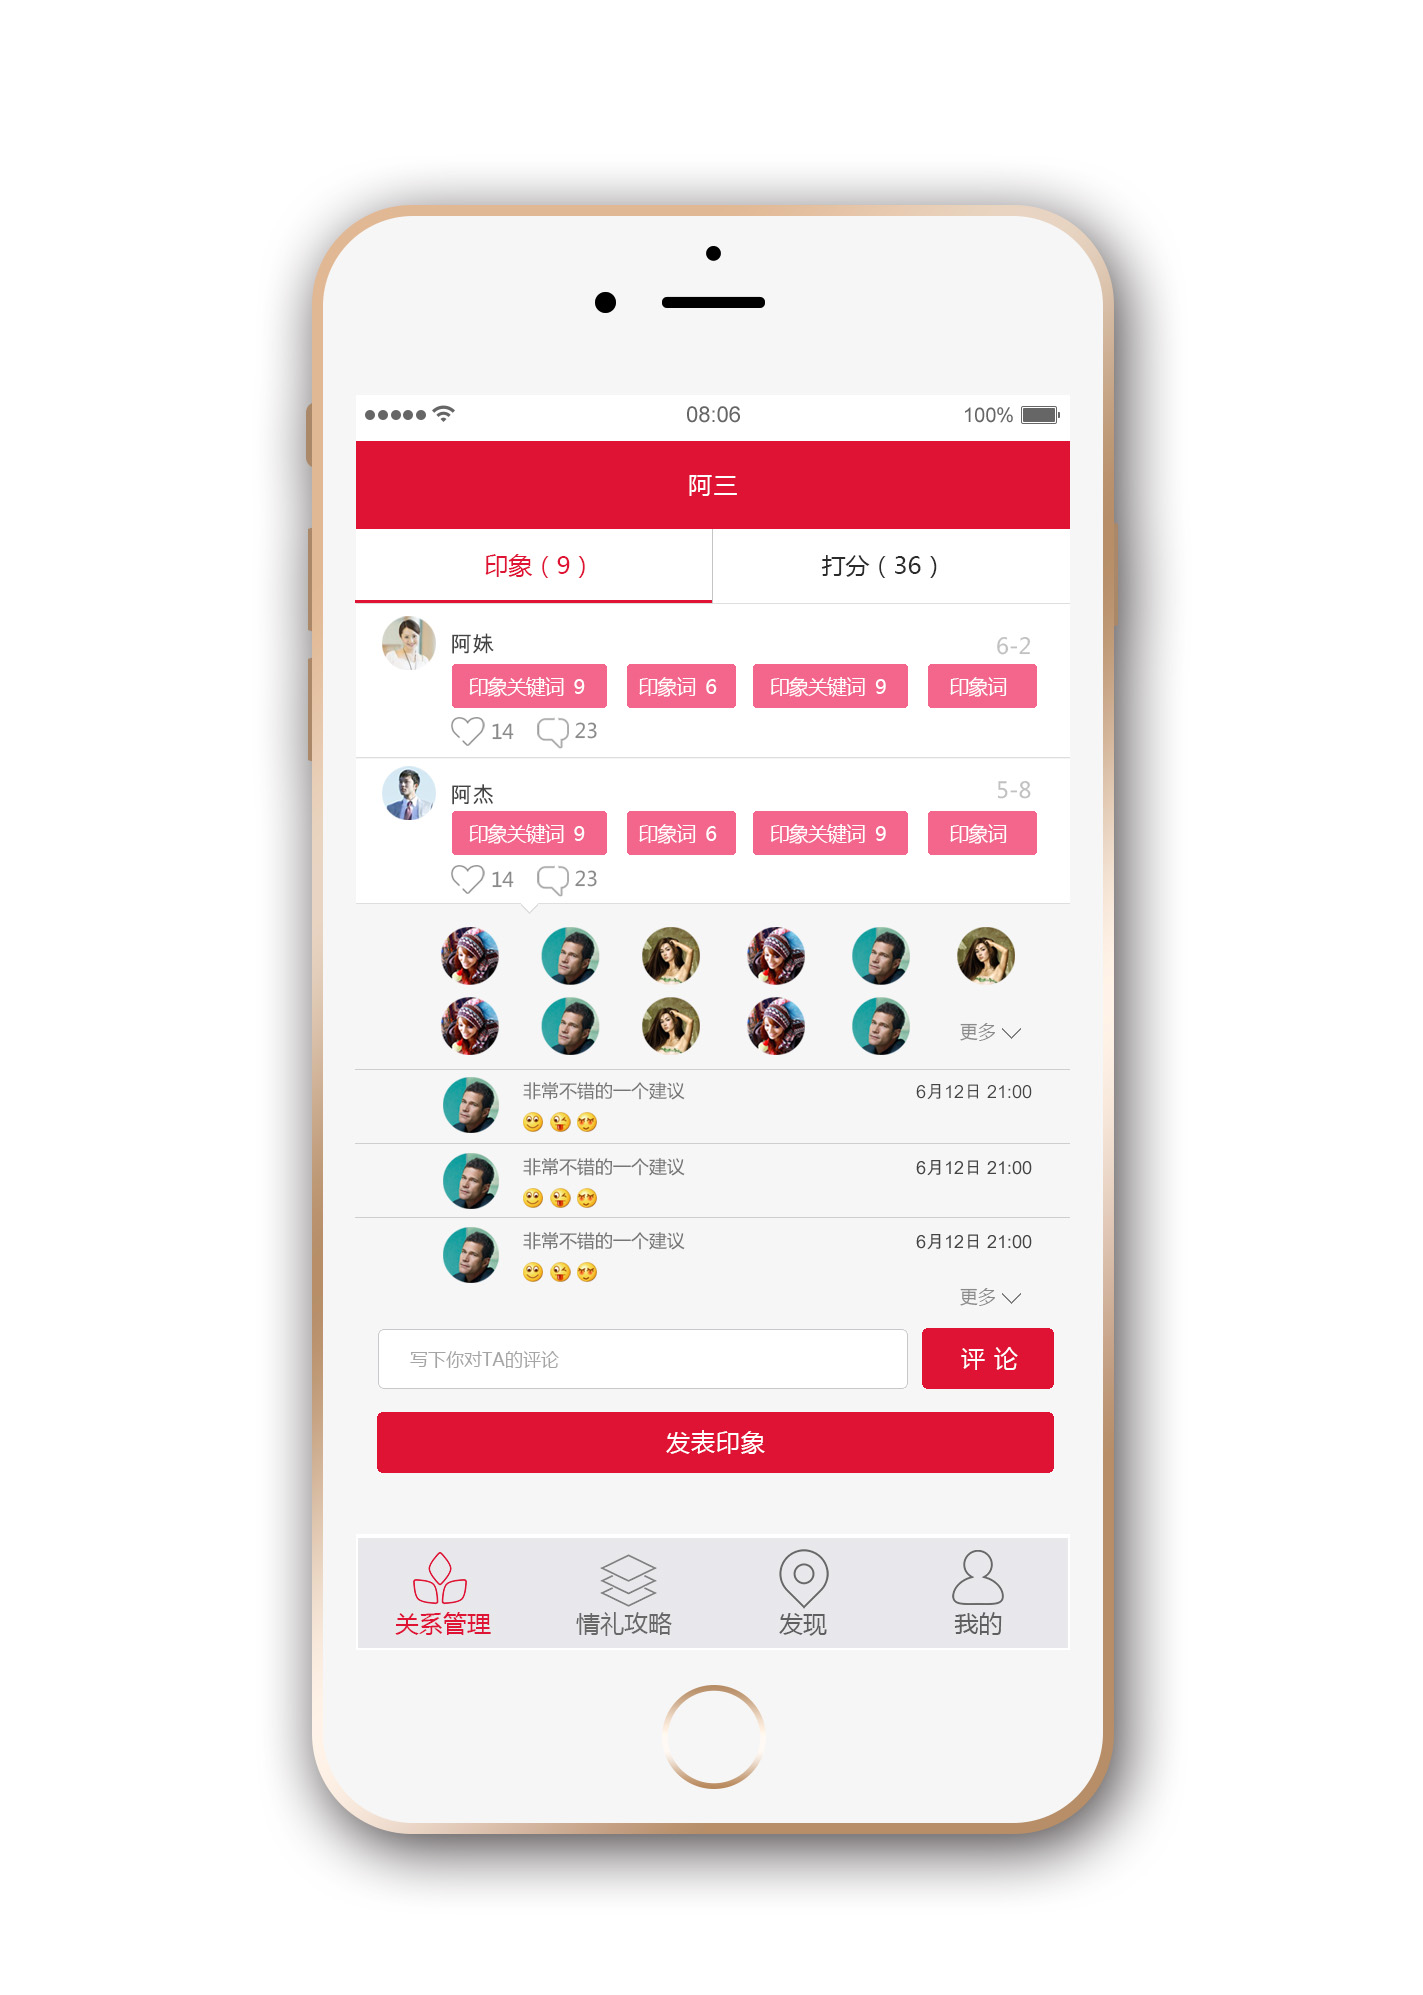 08:06 100%
阿三
印象（9） 打分（36）
阿妹 6-2
印象关键词 9 印象词 6 印象关键词 9 印象词
14 23
阿杰 5-8
印象关键词 9 印象词 6 印象关键词 9 印象词
14 23
更多
非常不错的一个建议 6月12日 21:00
非常不错的一个建议 6月12日 21:00
非常不错的一个建议 6月12日 21:00
更多
写下你对TA的评论 评 论
发表印象
关系管理 情礼攻略 发现 我的